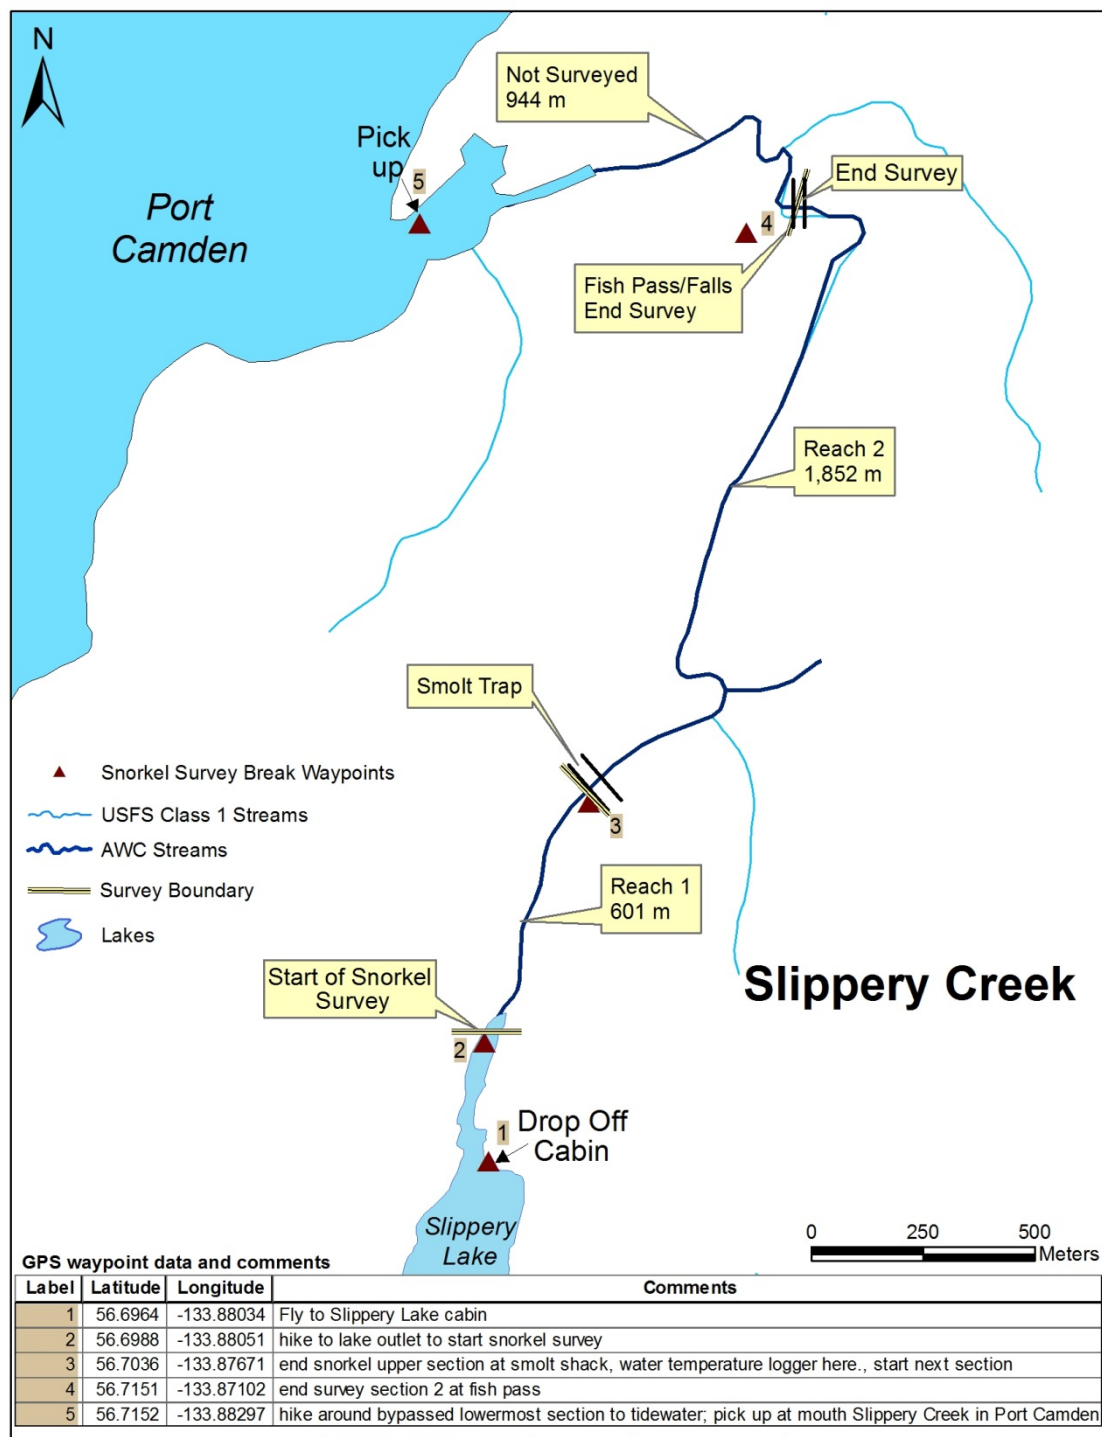 N
Not Surveyed
944 m
Pick
up
5
End Survey
Port
Camden
4
Fish Pass/Falls
End Survey
Reach 2
1,852 m
Smolt Trap
Snorkel Survey Break Waypoints
USFS Class 1 Streams
AWC Streams
Survey Boundary
Lakes
3
Reach 1
601 m
Slippery Creek
Start of Snorkel
Survey
2
1
Drop Off
Cabin
Slippery
Lake
0 250 500
Meters
GPS waypoint data and comments
Label Latitude Longitude Comments
1 56.6964 -133.88034 Fly to Slippery Lake cabin
2 56.6988 -133.88051 hike to lake outlet to start snorkel survey
3 56.7036 -133.87671 end snorkel upper section at smolt shack, water temperature logger here., start next section
4 56.7151 -133.87102 end survey section 2 at fish pass
5 56.7152 -133.88297 hike around bypassed lowermost section to tidewater; pick up at mouth Slippery Creek in Port Camden